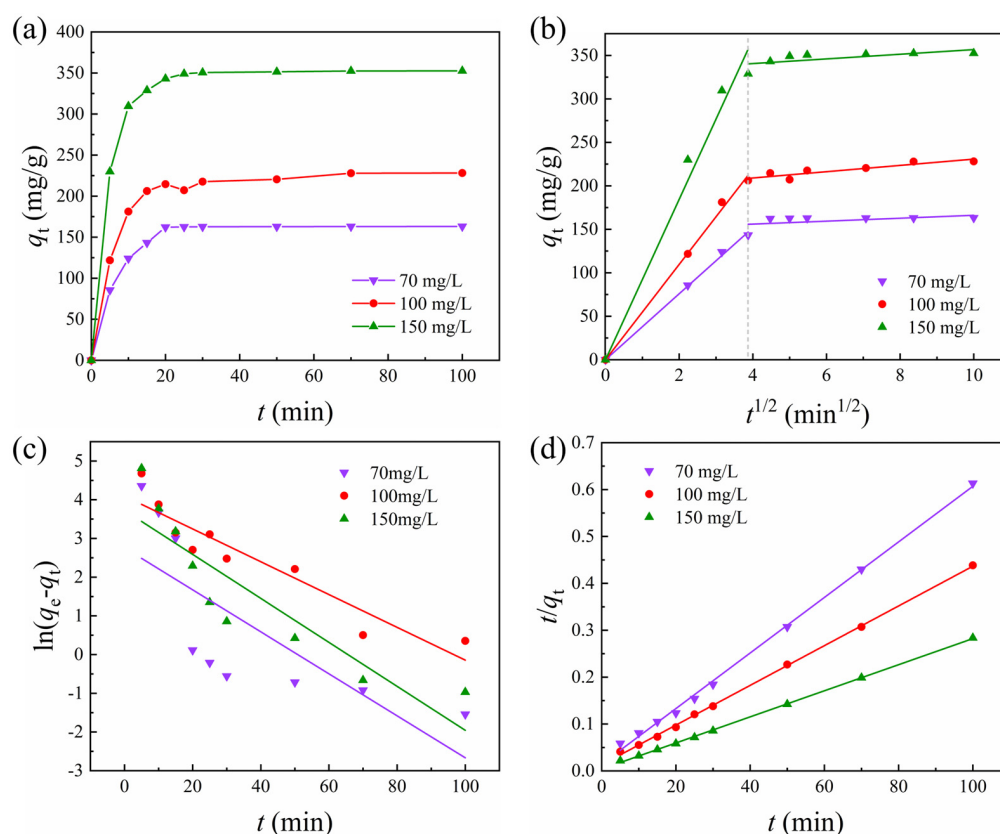 (a)
400
350
300
250
200
150
100
50
0
qt (mg/g)
70 mg/L
100 mg/L
150 mg/L
0 20 40 60 80 100
t (min)
(b)
350
300
250
200
150
100
50
0
qt (mg/g)
70 mg/L
100 mg/L
150 mg/L
0 2 4 6 8 10
t1/2 (min1/2)
(c)
5
4
3
2
1
0
-1
-2
-3
ln(qe-qt)
70mg/L
100mg/L
150mg/L
0 20 40 60 80 100
t (min)
(d)
0.7
0.6
0.5
0.4
0.3
0.2
0.1
0.0
t/qt
70 mg/L
100 mg/L
150 mg/L
0 20 40 60 80 100
t (min)